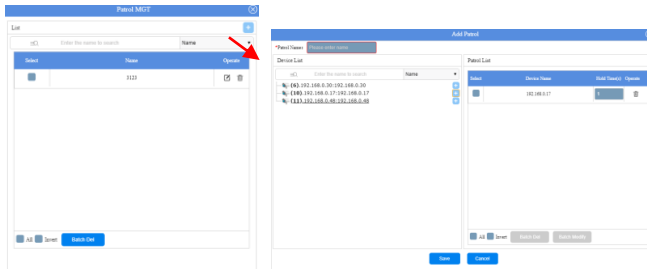 Patrol MGT
List
Enter the name to search
Name
Select
Name
Operate
3123
All
Invert
Batch Del
Add Patrol
*Patrol Name:
Please enter name
Device List
Enter the name to search
Name
(6).192.168.0.30:192.168.0.30
(10).192.168.0.17:192.168.0.17
(11).192.168.0.48:192.168.0.48
Patrol List
Select
Device Name
Hold Time(s)
Operate
192.168.0.17
5
All
Invert
Batch Del
Batch Modify
Save
Cancel